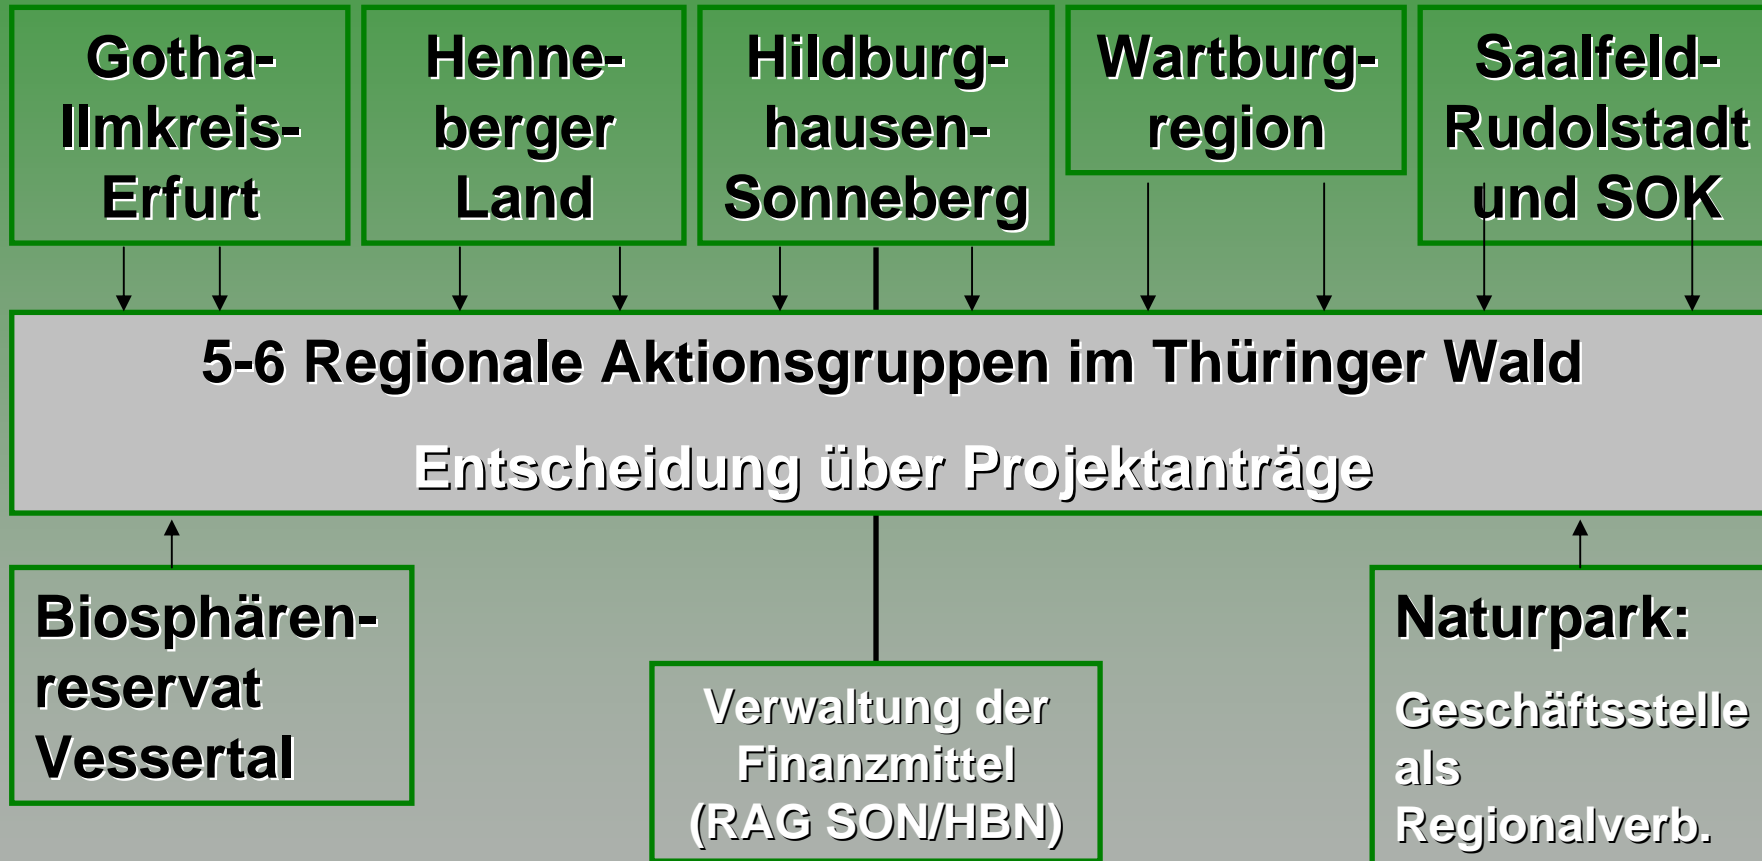 Gotha-
Ilmkreis-
Erfurt
Henne-
berger
Land
Hildburg-
hausen-
Sonneberg
Wartburg-
region
Saalfeld-
Rudolstadt
und SOK
5-6 Regionale Aktionsgruppen im Thüringer Wald
Entscheidung über Projektanträge
Biosphären-
reservat
Vessertal
Verwaltung der
Finanzmittel
(RAG SON/HBN)
Naturpark:
Geschäftsstelle
als
Regionalverb.